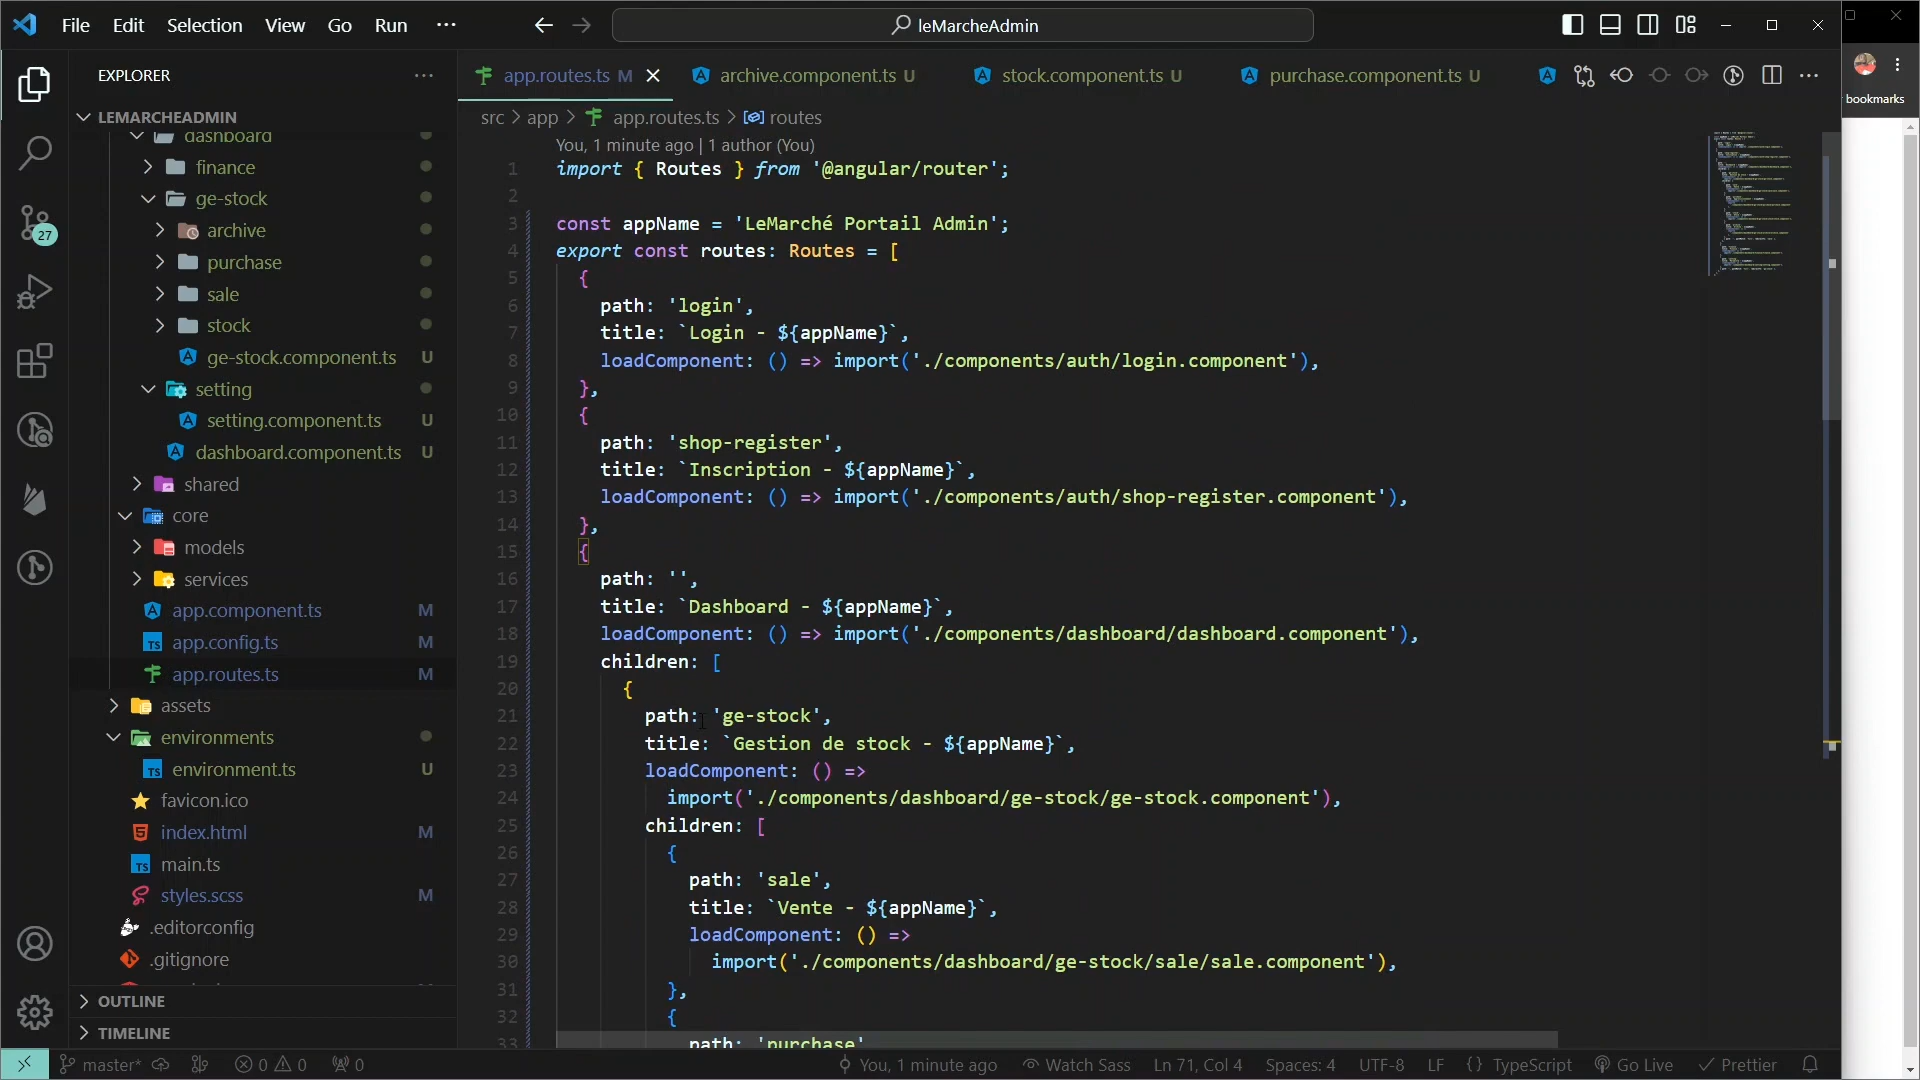 File Edit Selection View Go Run ···
leMarcheAdmin
bookmarks
EXPLORER
LEMARCHEADMIN
dashboard
finance
ge-stock
archive
purchase
sale
stock
ge-stock.component.ts U
setting
setting.component.ts U
dashboard.component.ts U
shared
core
models
services
app.component.ts M
app.config.ts M
app.routes.ts M
assets
environments
environment.ts U
favicon.ico
index.html M
main.ts
styles.scss M
.editorconfig
.gitignore
OUTLINE
TIMELINE
27
app.routes.ts M
archive.component.ts U
stock.component.ts U
purchase.component.ts U
src > app > app.routes.ts > routes
You, 1 minute ago | 1 author (You)
1 import { Routes } from '@angular/router';
2
3 const appName = 'LeMarché Portail Admin';
4 export const routes: Routes = [
5 {
6 path: 'login',
7 title: `Login - ${appName}`,
8 loadComponent: () => import('./components/auth/login.component'),
9 },
10 {
11 path: 'shop-register',
12 title: `Inscription - ${appName}`,
13 loadComponent: () => import('./components/auth/shop-register.component'),
14 },
15 {
16 path: '',
17 title: `Dashboard - ${appName}`,
18 loadComponent: () => import('./components/dashboard/dashboard.component'),
19 children: [
20 {
21 path: 'ge-stock',
22 title: `Gestion de stock - ${appName}`,
23 loadComponent: () =>
24 import('./components/dashboard/ge-stock/ge-stock.component'),
25 children: [
26 {
27 path: 'sale',
28 title: `Vente - ${appName}`,
29 loadComponent: () =>
30 import('./components/dashboard/ge-stock/sale/sale.component'),
31 },
32 {
33 path: 'purchase'
master* 0 0 0 You, 1 minute ago Watch Sass Ln 71, Col 4 Spaces: 4 UTF-8 LF {} TypeScript Go Live Prettier